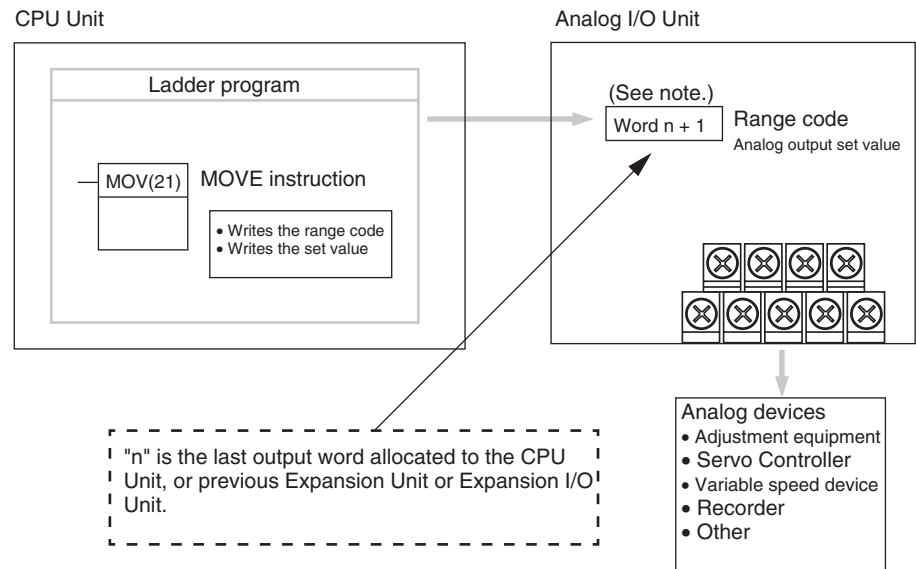 CPU Unit
Analog I/O Unit
Ladder program
MOV(21)
MOVE instruction
• Writes the range code
• Writes the set value
(See note.)
Word n + 1
Range code
Analog output set value
"n" is the last output word allocated to the CPU
Unit, or previous Expansion Unit or Expansion I/O
Unit.
Analog devices
• Adjustment equipment
• Servo Controller
• Variable speed device
• Recorder
• Other